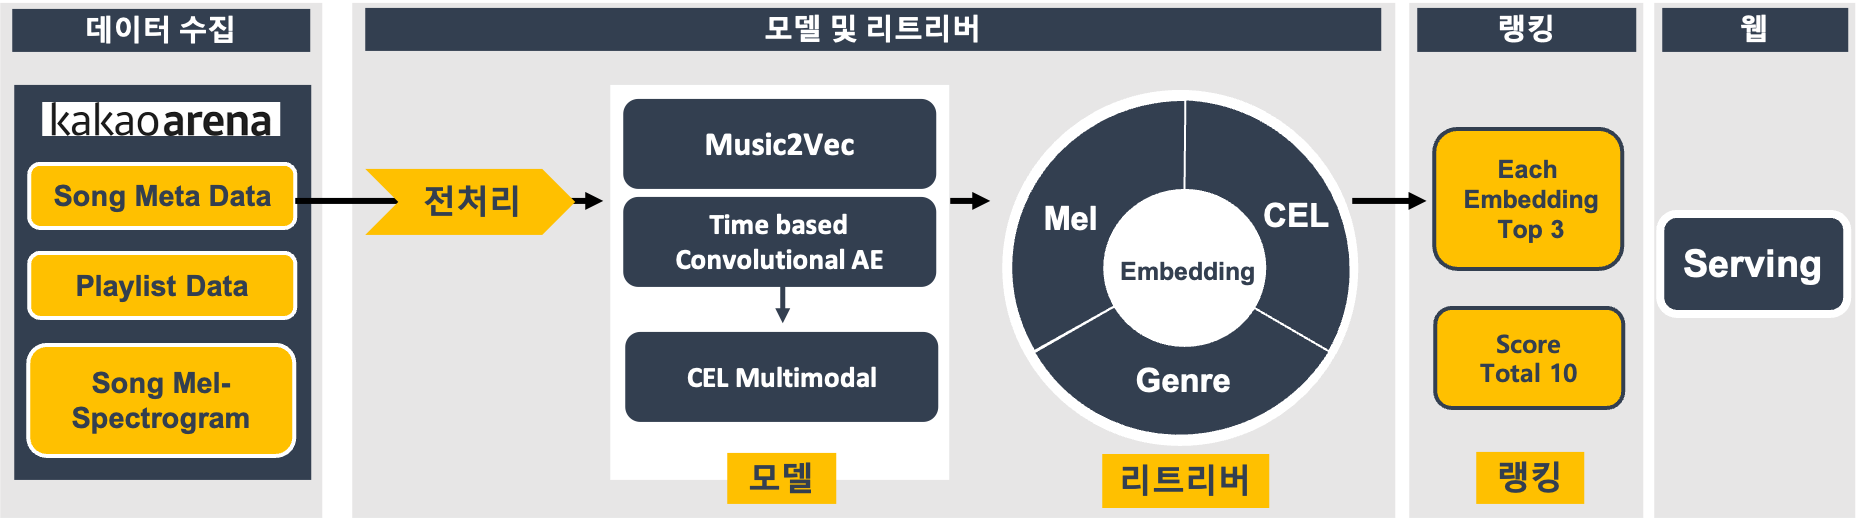 데이터 수집
kakaoarena
Song Meta Data
Playlist Data
Song Mel-
Spectrogram
모델 및 리트리버
전처리
Music2Vec
Time based
Convolutional AE
CEL Multimodal
모델
Mel
CEL
Embedding
Genre
리트리버
랭킹
Each
Embedding
Top 3
Score
Total 10
랭킹
웹
Serving